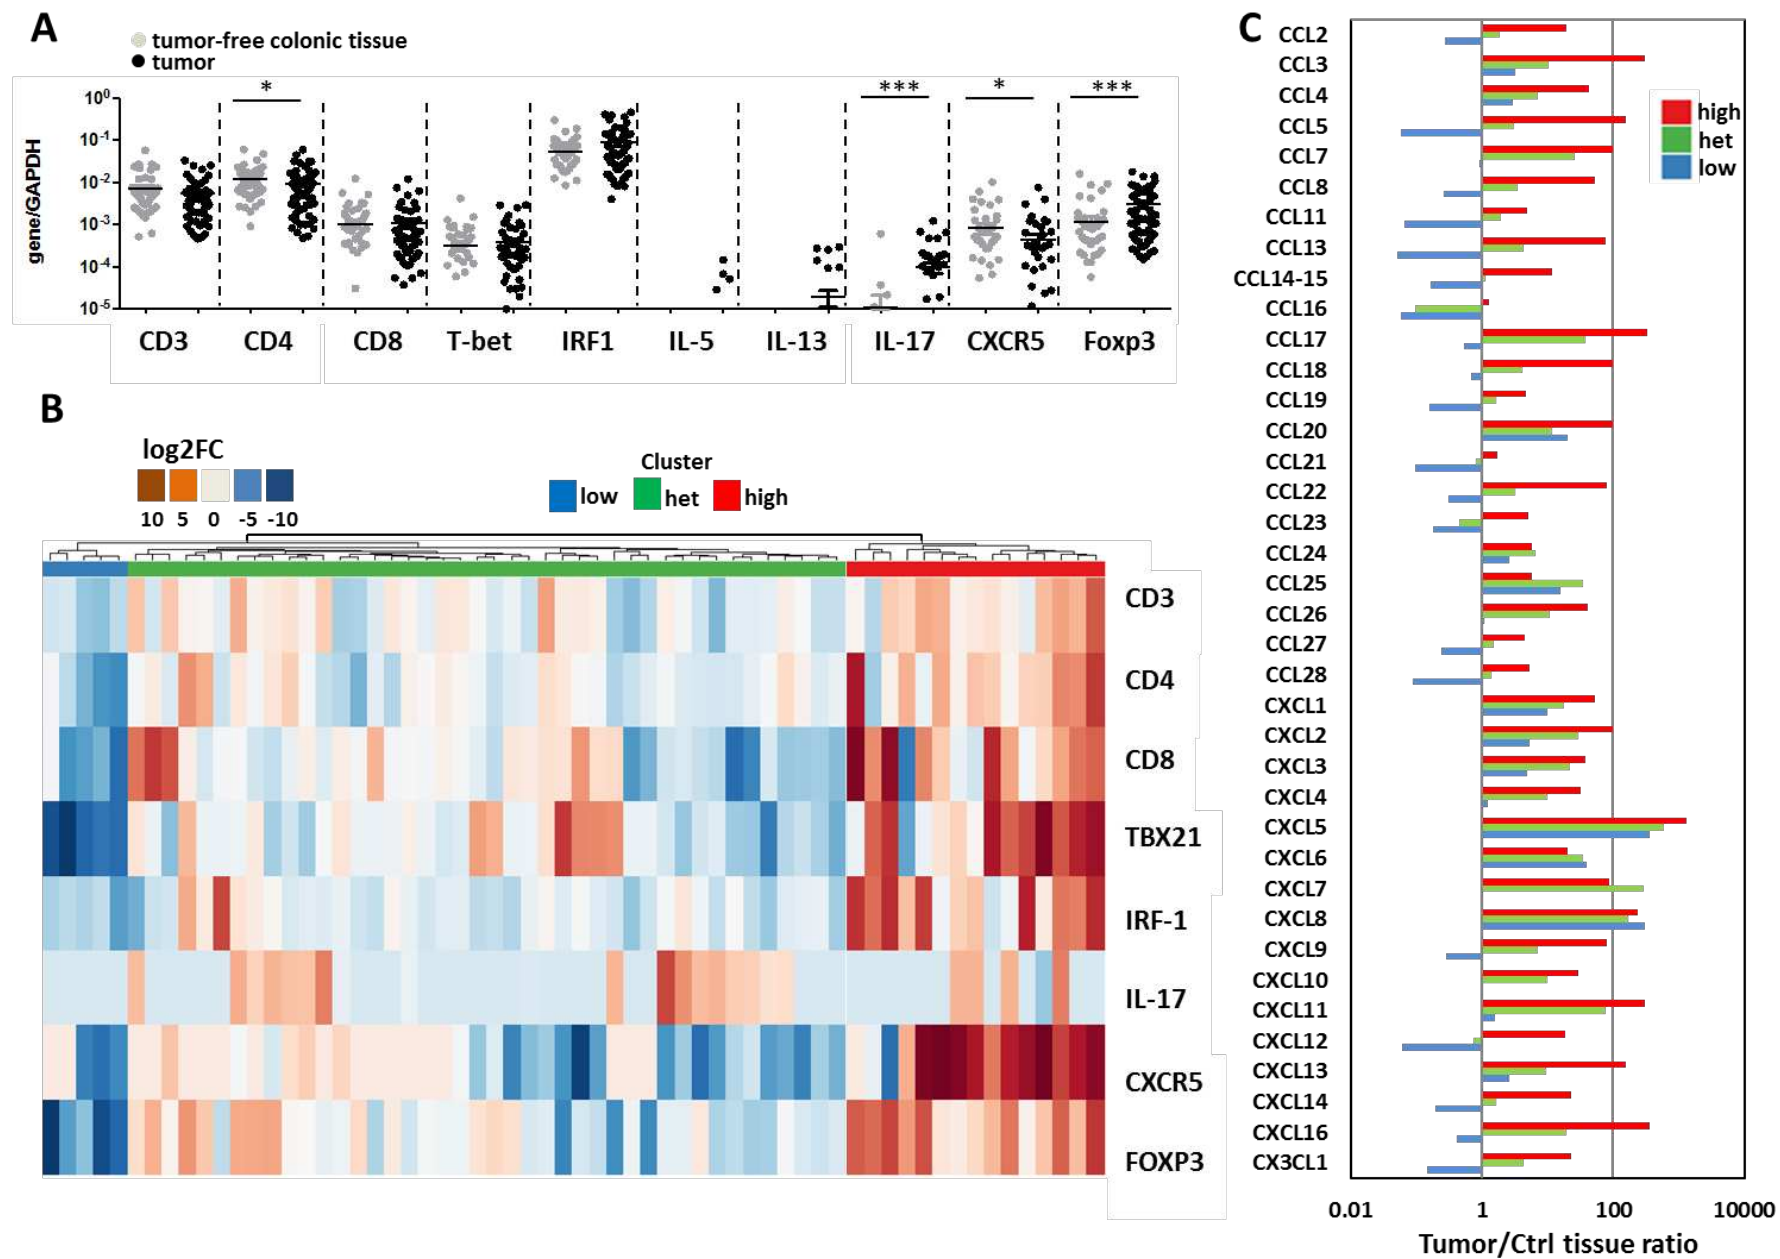 A
tumor-free colonic tissue
tumor
gene/GAPDH
10^0
10^-1
10^-2
10^-3
10^-4
10^-5
*
***
*
***
CD3 CD4 CD8 T-bet IRF1 IL-5 IL-13 IL-17 CXCR5 Foxp3
B
log2FC
10 5 0 -5 -10
Cluster
low het high
CD3
CD4
CD8
TBX21
IRF-1
IL-17
CXCR5
FOXP3
C
CCL2
CCL3
CCL4
CCL5
CCL7
CCL8
CCL11
CCL13
CCL14-15
CCL16
CCL17
CCL18
CCL19
CCL20
CCL21
CCL22
CCL23
CCL24
CCL25
CCL26
CCL27
CCL28
CXCL1
CXCL2
CXCL3
CXCL4
CXCL5
CXCL6
CXCL7
CXCL8
CXCL9
CXCL10
CXCL11
CXCL12
CXCL13
CXCL14
CXCL16
CX3CL1
high
het
low
0.01 1 100 10000
Tumor/Ctrl tissue ratio